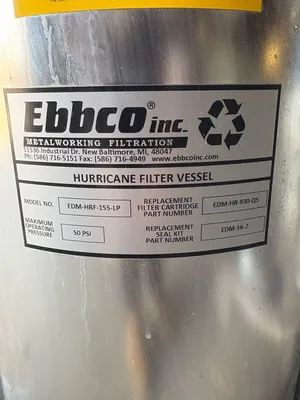 Ebbco® inc.
METALWORKING FILTRATION
51536 Industrial Dr. New Baltimore, MI, 48047
Ph: (586) 716-5151 Fax: (586) 716-4949 www.ebbcoinc.com
HURRICANE FILTER VESSEL
MODEL NO. EDM-HRF-155-LP
REPLACEMENT FILTER CARTRIDGE PART NUMBER EDM-HR-930-Q5
MAXIMUM OPERATING PRESSURE 50 PSI
REPLACEMENT SEAL KIT PART NUMBER EDM-SK-2